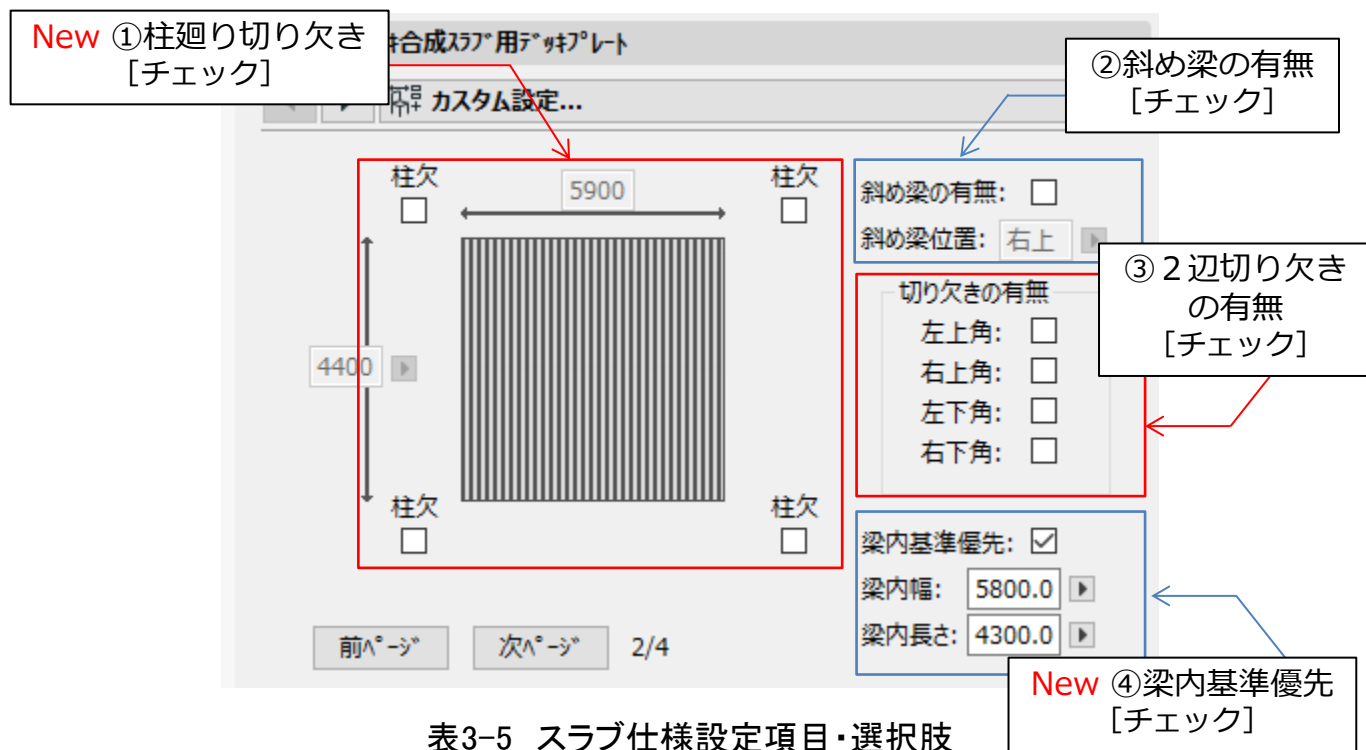 New ①柱廻り切り欠き
[チェック]
ｷ合成ｽﾗﾌﾞ用ﾃﾞｯｷﾌﾟﾚｰﾄ
②斜め梁の有無
[チェック]
カスタム設定...
柱欠
5900
柱欠
斜め梁の有無:
斜め梁位置: 右上
③２辺切り欠き
の有無
[チェック]
切り欠きの有無
左上角:
右上角:
左下角:
右下角:
4400
柱欠
柱欠
梁内基準優先:
梁内幅: 5800.0
梁内長さ: 4300.0
前ﾍﾟｰｼﾞ 次ﾍﾟｰｼﾞ 2/4
New ④梁内基準優先
[チェック]
表3-5 スラブ仕様設定項目・選択肢